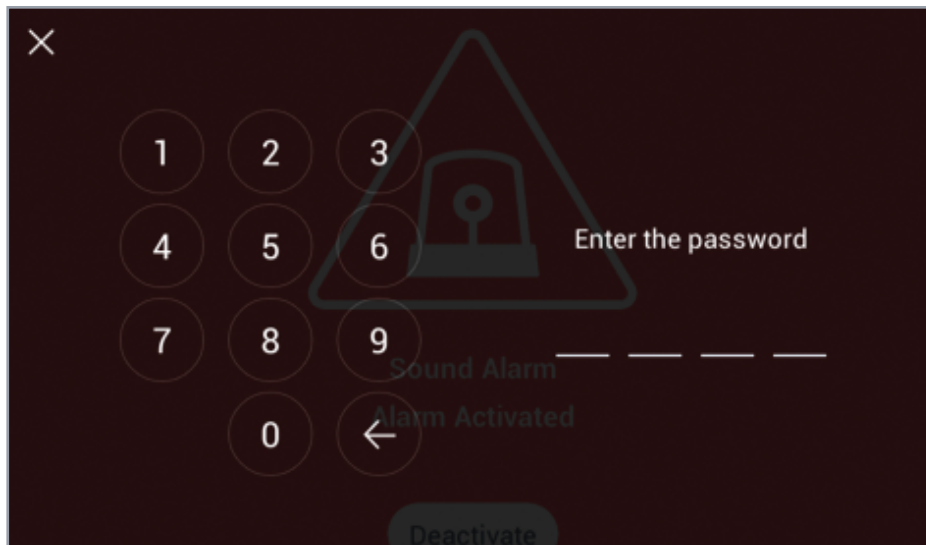 1 2 3
4 5 6
Enter the password
7 8 9
Sound Alarm
Alarm Activated
0
Deactivate